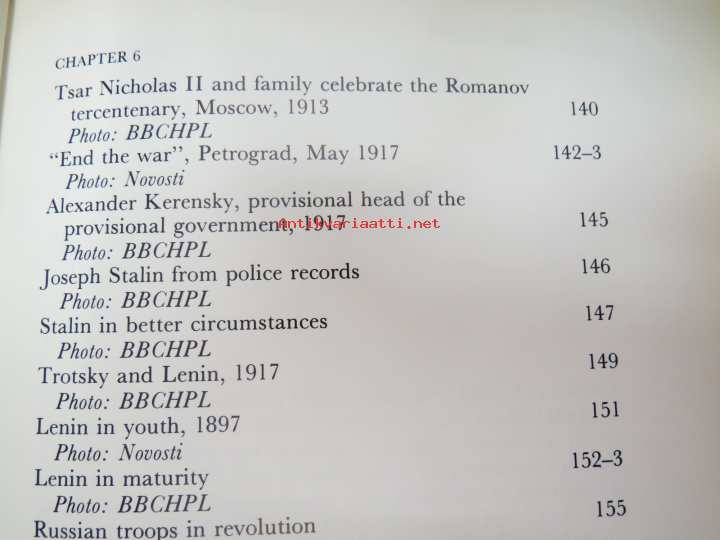 CHAPTER 6
Tsar Nicholas II and family celebrate the Romanov
tercentenary, Moscow, 1913 140
Photo: BBCHPL
“End the war”, Petrograd, May 1917 142–3
Photo: Novosti
Alexander Kerensky, provisional head of the
provisional government, 1917 145
Antikvariaatti.net
Photo: BBCHPL
Joseph Stalin from police records 146
Photo: BBCHPL
Stalin in better circumstances 147
Photo: BBCHPL
Trotsky and Lenin, 1917 149
Photo: BBCHPL
Lenin in youth, 1897 151
Photo: Novosti
Lenin in maturity 152–3
Photo: BBCHPL
Russian troops in revolution 155